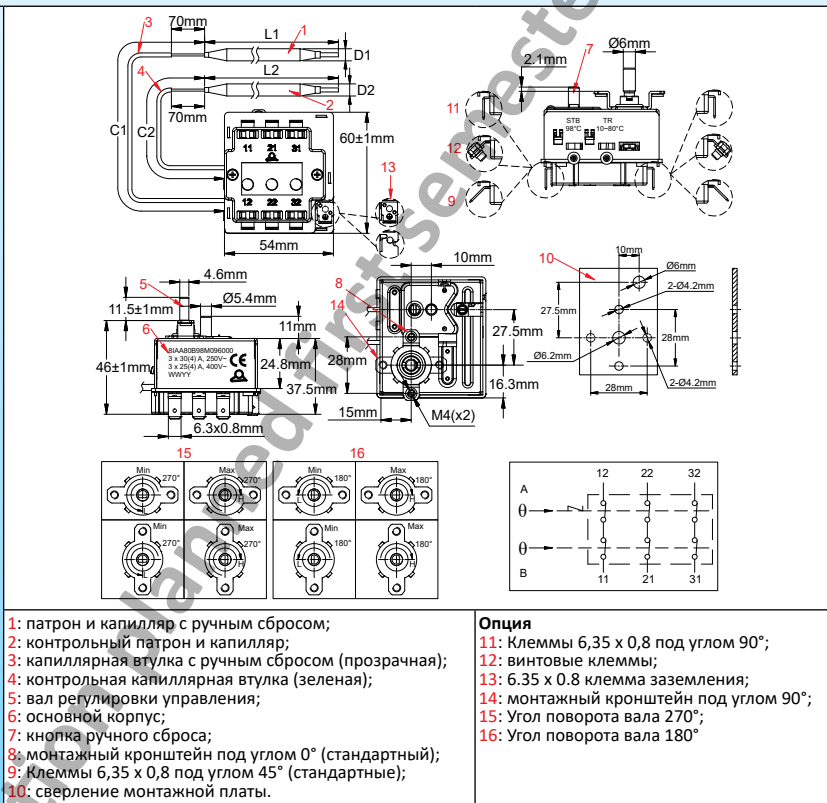 3
70mm
L1
1
D1
4
L2
D2
2
70mm
C1
C2
11 21 31
12 22 32
60±1mm
54mm
13
2.1mm
7
Ø6mm
11
STB
98°C
TR
10~80°C
12
9
5
4.6mm
11.5±1mm
Ø5.4mm
11mm
6
BIAA80B98M096000
3 x 30(4) A, 250V~
3 x 25(4) A, 400V~
WWYY
CE
46±1mm
24.8mm
37.5mm
6.3x0.8mm
8
10mm
14
27.5mm
28mm
16.3mm
15mm
M4(x2)
10
10mm
Ø6mm
2-Ø4.2mm
27.5mm
28mm
Ø6.2mm
28mm
2-Ø4.2mm
15
16
Min 270° L
Max 270° H
Min 180° L
Max 180° H
Min 270° L
Max 270° H
Min 180° L
Max 180° H
12 22 32
A
B
11 21 31
1: патрон и капилляр с ручным сбросом;
2: контрольный патрон и капилляр;
3: капиллярная втулка с ручным сбросом (прозрачная);
4: контрольная капиллярная втулка (зеленая);
5: вал регулировки управления;
6: основной корпус;
7: кнопка ручного сброса;
8: монтажный кронштейн под углом 0° (стандартный);
9: Клеммы 6,35 x 0,8 под углом 45° (стандартные);
10: сверление монтажной платы.
Опция
11: Клеммы 6,35 x 0,8 под углом 90°;
12: винтовые клеммы;
13: 6.35 x 0.8 клемма заземления;
14: монтажный кронштейн под углом 90°;
15: Угол поворота вала 270°;
16: Угол поворота вала 180°
tion planned first semester